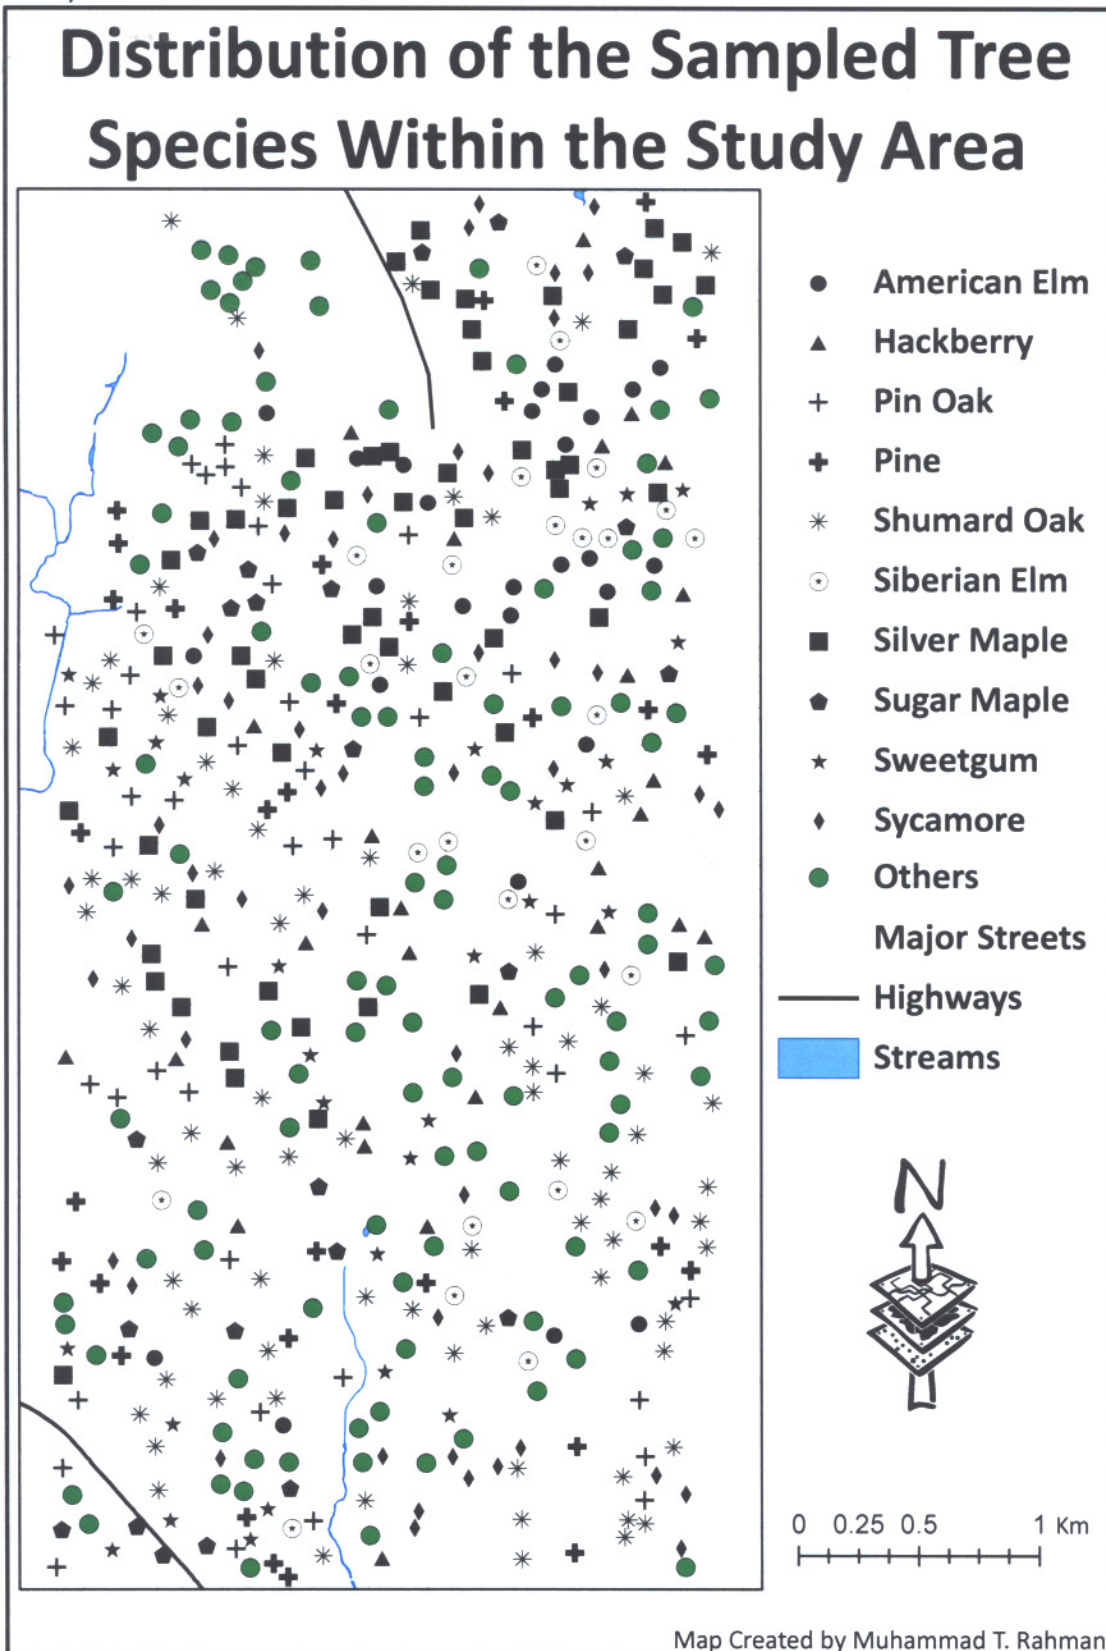 Distribution of the Sampled Tree
Species Within the Study Area
American Elm
Hackberry
Pin Oak
Pine
Shumard Oak
Siberian Elm
Silver Maple
Sugar Maple
Sweetgum
Sycamore
Others
Major Streets
Highways
Streams
N
0 0.25 0.5 1 Km
Map Created by Muhammad T. Rahman